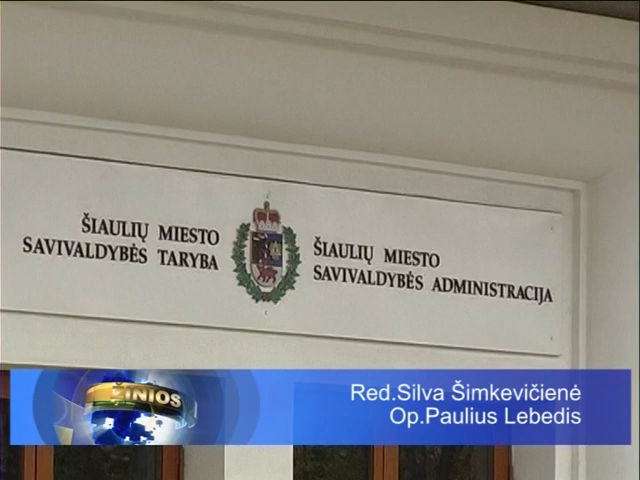 ŠIAULIŲ MIESTO
SAVIVALDYBĖS TARYBA
ŠIAULIŲ MIESTO
SAVIVALDYBĖS ADMINISTRACIJA
ŽINIOS
Red.Silva Šimkevičienė
Op.Paulius Lebedis